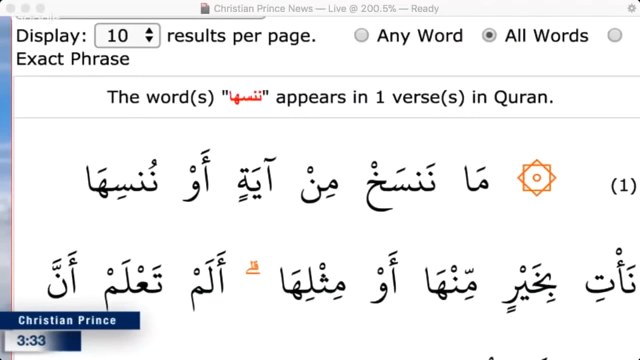 Christian Prince News — Live @ 200.5% — Ready
Display: 10 results per page. Any Word All Words
Exact Phrase
The word(s) "ننسها" appears in 1 verse(s) in Quran.
(1) ۞ مَا نَنسَخْ مِنْ آيَةٍ أَوْ نُنسِهَا
نَأْتِ بِخَيْرٍ مِّنْهَا أَوْ مِثْلِهَا ۗ أَلَمْ تَعْلَمْ أَنَّ
Christian Prince
3:33